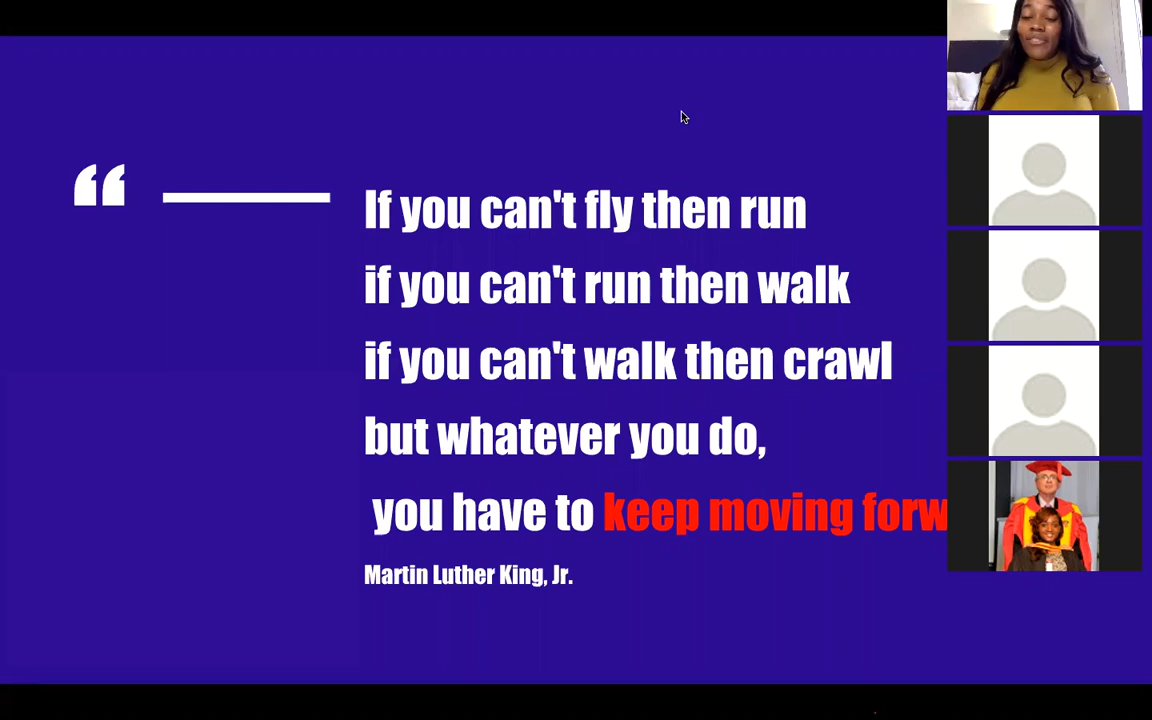 “
If you can't fly then run
if you can't run then walk
if you can't walk then crawl
but whatever you do,
you have to keep moving forw
Martin Luther King, Jr.